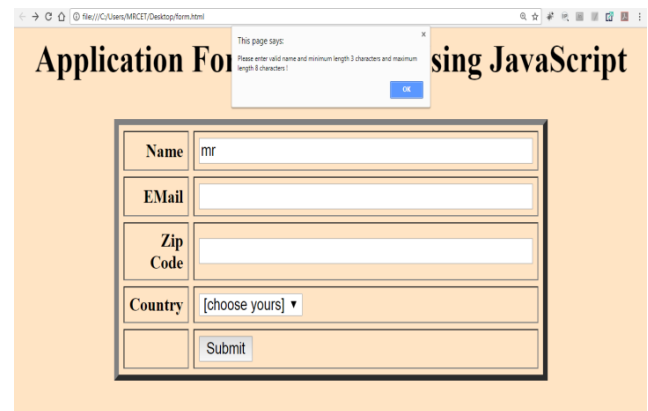 file:///C:/Users/MRCET/Desktop/form.html
This page says:
Please enter valid name and minimum length 3 characters and maximum
length 8 characters !
OK
Application For sing JavaScript
Name mr
EMail
Zip
Code
Country [choose yours]
Submit